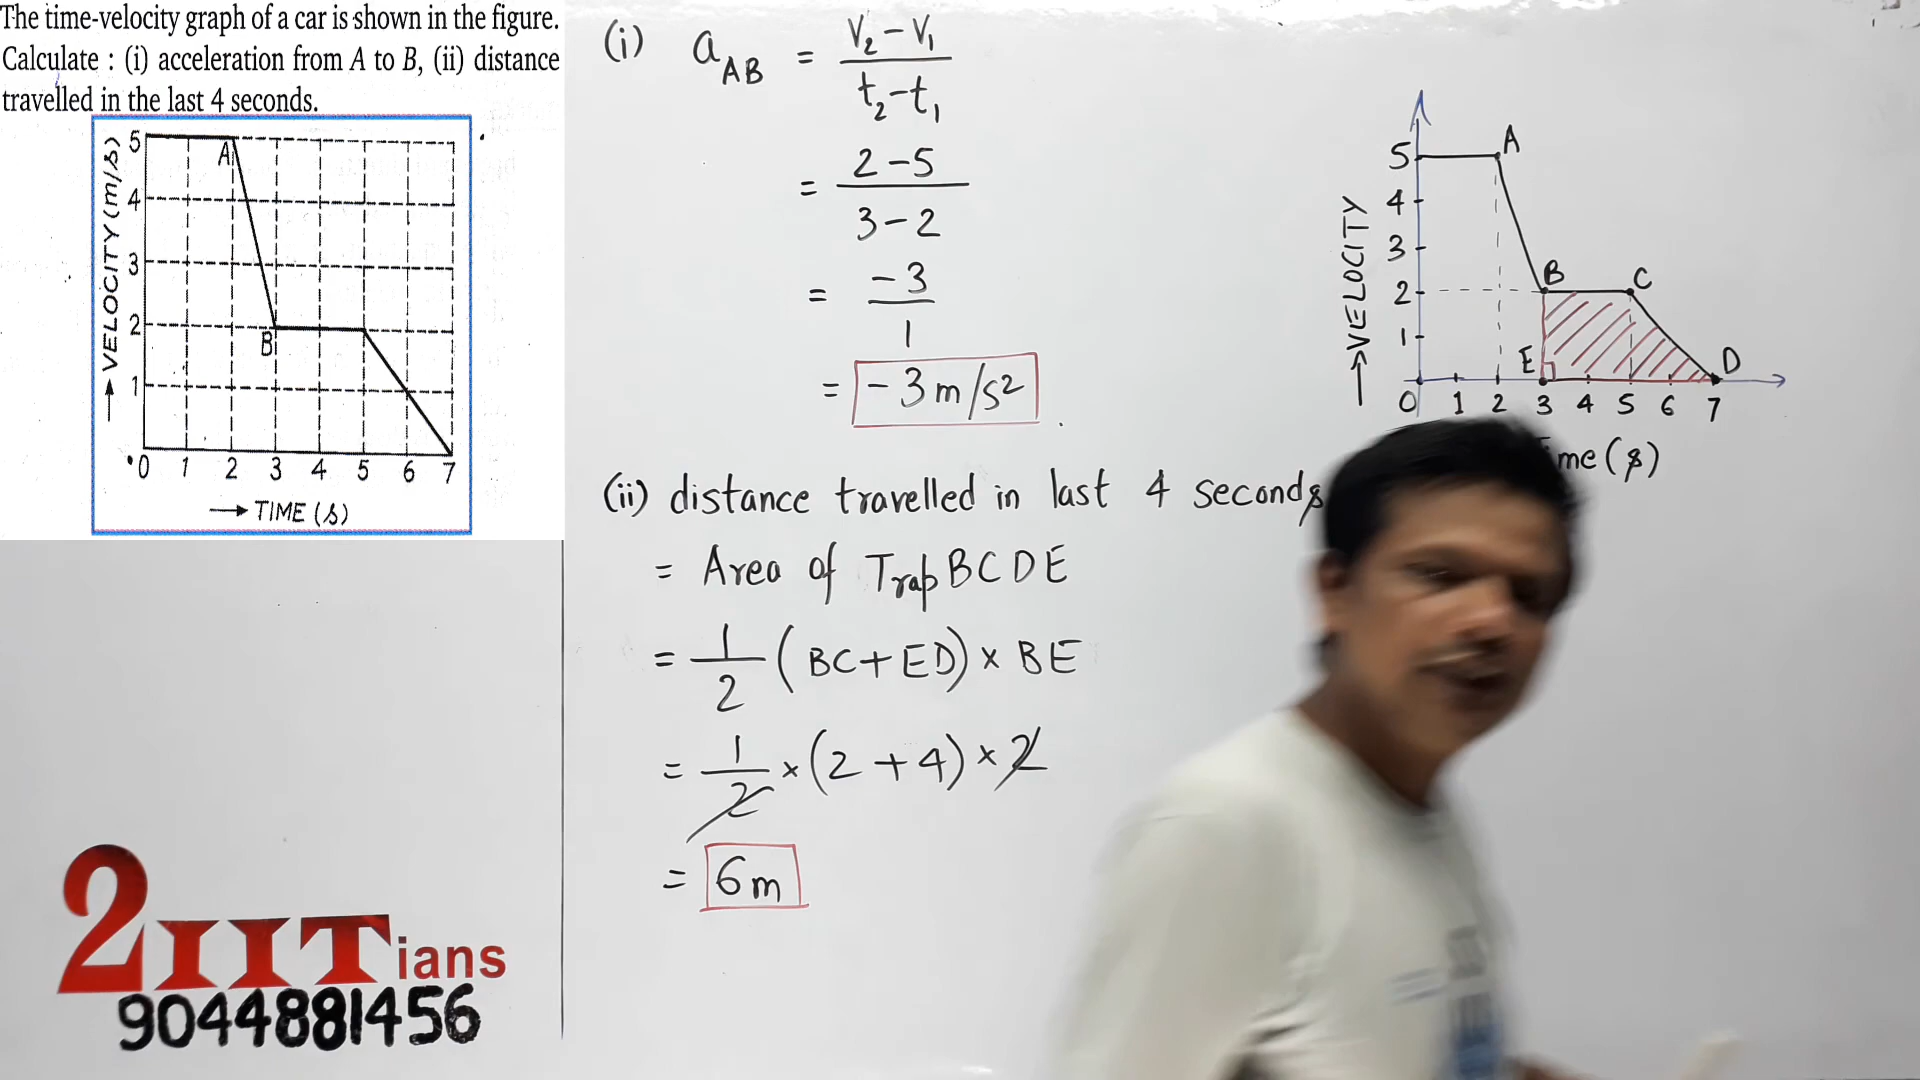 The time-velocity graph of a car is shown in the figure.
Calculate : (i) acceleration from A to B, (ii) distance
travelled in the last 4 seconds.
VELOCITY (m/s)
5
4
3
2
1
A
B
0 1 2 3 4 5 6 7
TIME (s)
(i) a_AB = V₂-V₁ / t₂-t₁
= 2-5 / 3-2
= -3 / 1
= -3 m/s²
VELOCITY
5
4
3
2
1
A
B
C
E
D
0 1 2 3 4 5 6 7
me (s)
(ii) distance travelled in last 4 seconds
= Area of Trap BCDE
= 1/2 (BC+ED) × BE
= 1/2 × (2+4) × 2
= 6m
2IITians
9044881456